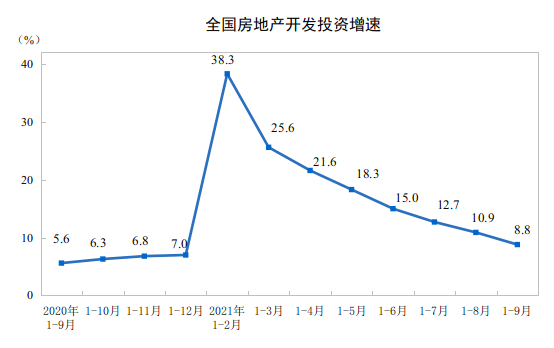 全国房地产开发投资增速
（%）
40
30
20
10
0
5.6
6.3
6.8
7.0
38.3
25.6
21.6
18.3
15.0
12.7
10.9
8.8
2020年
1-9月
1-10月
1-11月
1-12月
2021年
1-2月
1-3月
1-4月
1-5月
1-6月
1-7月
1-8月
1-9月